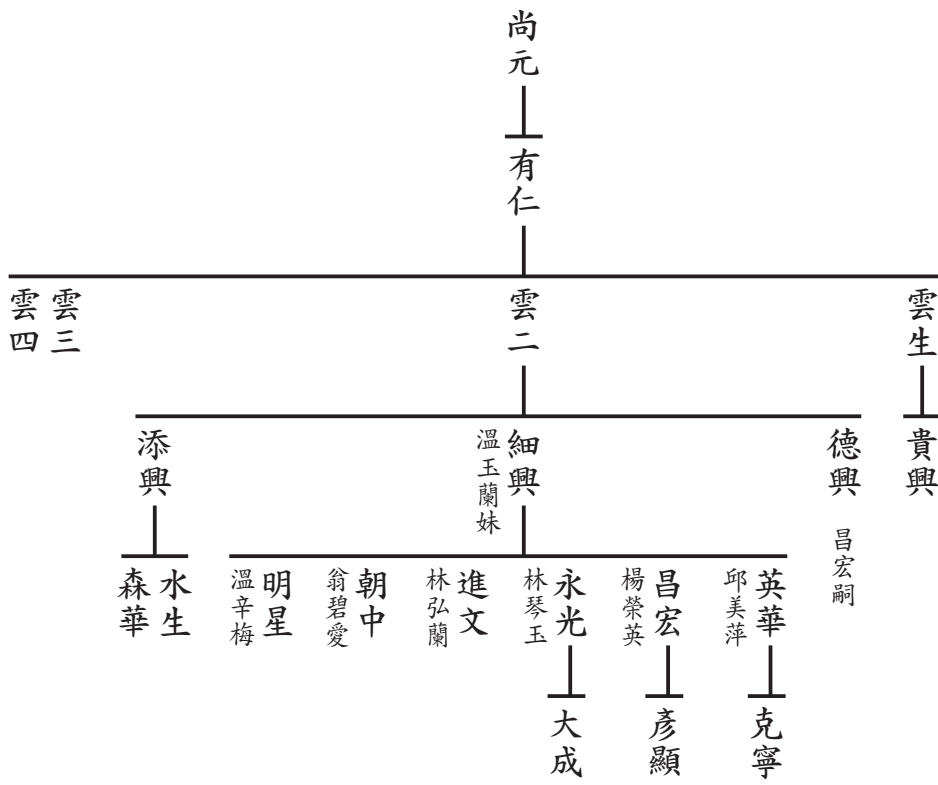 尚元
有仁
雲生
雲二
雲三
雲四
貴興
德興
昌宏嗣
細興
溫玉蘭妹
添興
英華
邱美萍
昌宏
楊榮英
永光
林琴玉
進文
林弘蘭
朝中
翁碧愛
明星
溫辛梅
水生
森華
克寧
彥顯
大成